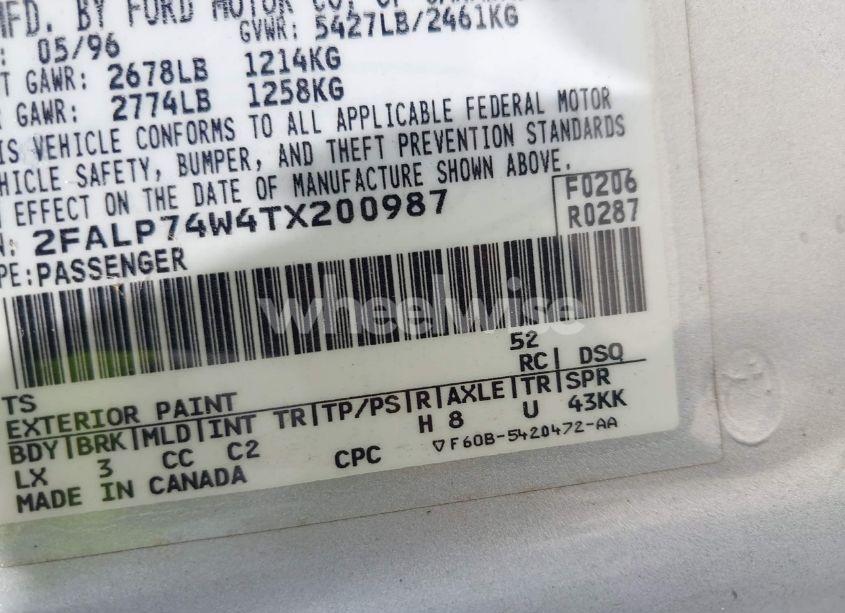 MFD. BY FORD MOTOR CO. OF
GVWR: 5427LB/2461KG
05/96
T GAWR: 2678LB 1214KG
GAWR: 2774LB 1258KG
IS VEHICLE CONFORMS TO ALL APPLICABLE FEDERAL MOTOR
HICLE SAFETY, BUMPER, AND THEFT PREVENTION STANDARDS
EFFECT ON THE DATE OF MANUFACTURE SHOWN ABOVE.
N: 2FALP74W4TX200987
F0206
R0287
PE:PASSENGER
wheelwise
52
TS
RC| DSQ
EXTERIOR PAINT
BDY|BRK|MLD|INT TR|TP/PS|R|AXLE|TR|SPR
LX 3 CC C2 CPC H 8 U 43KK
MADE IN CANADA
▽F60B-5420472-AA